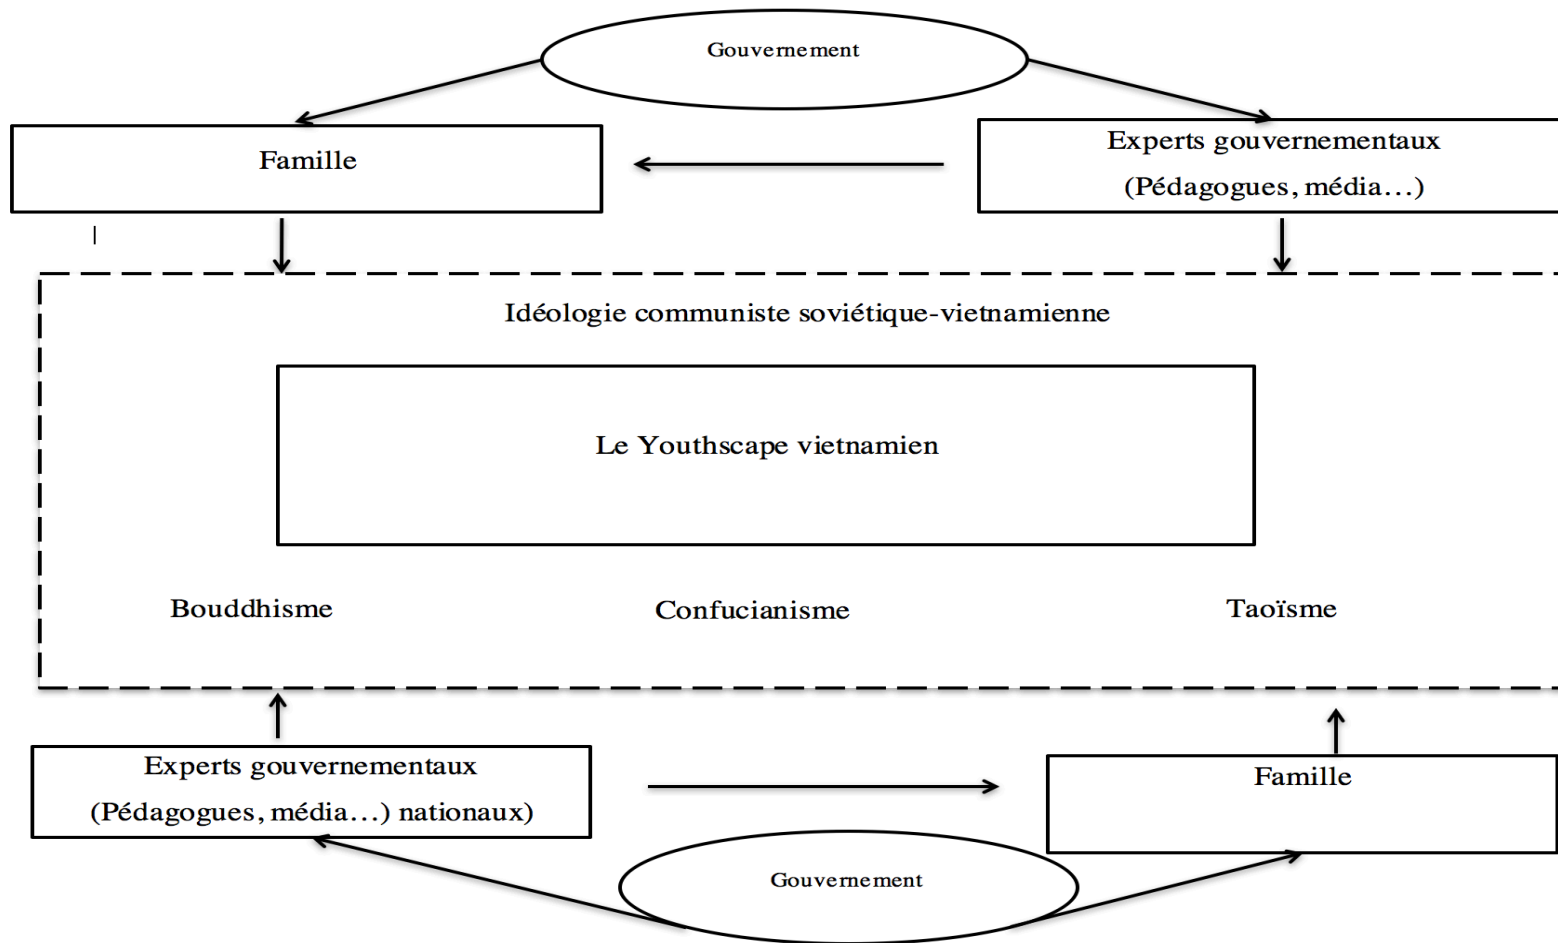 Gouvernement
Famille
Experts gouvernementaux
(Pédagogues, média...)
Idéologie communiste soviétique-vietnamienne
Le Youthscape vietnamien
Bouddhisme
Confucianisme
Taoïsme
Experts gouvernementaux
(Pédagogues, média...) nationaux)
Famille
Gouvernement